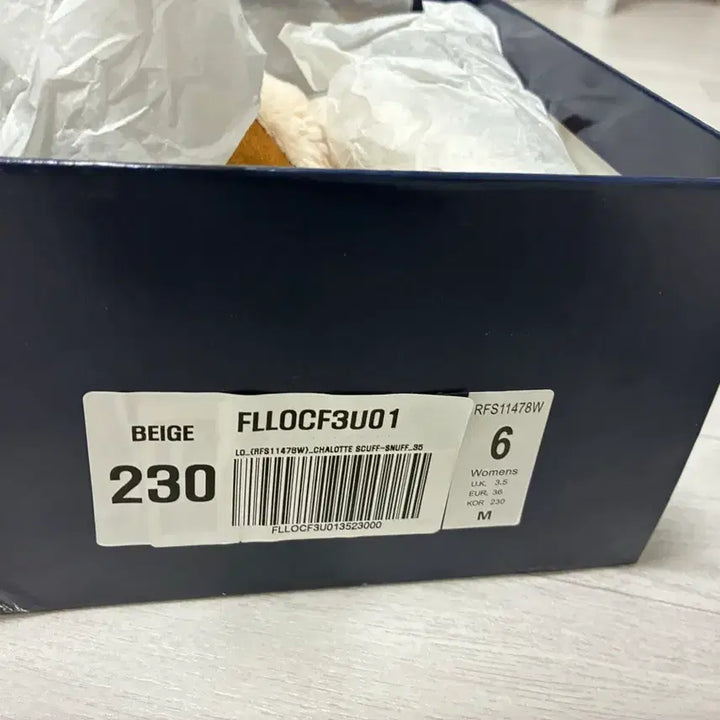 BEIGE
230
FLLOCF3U01
LO_(RFS11478W)_CHALOTTE SCUFF-SNUFF_35
FLLOCF3U013523000
RFS11478W
6
Womens
U.K. 3.5
EUR. 36
KOR 230
M